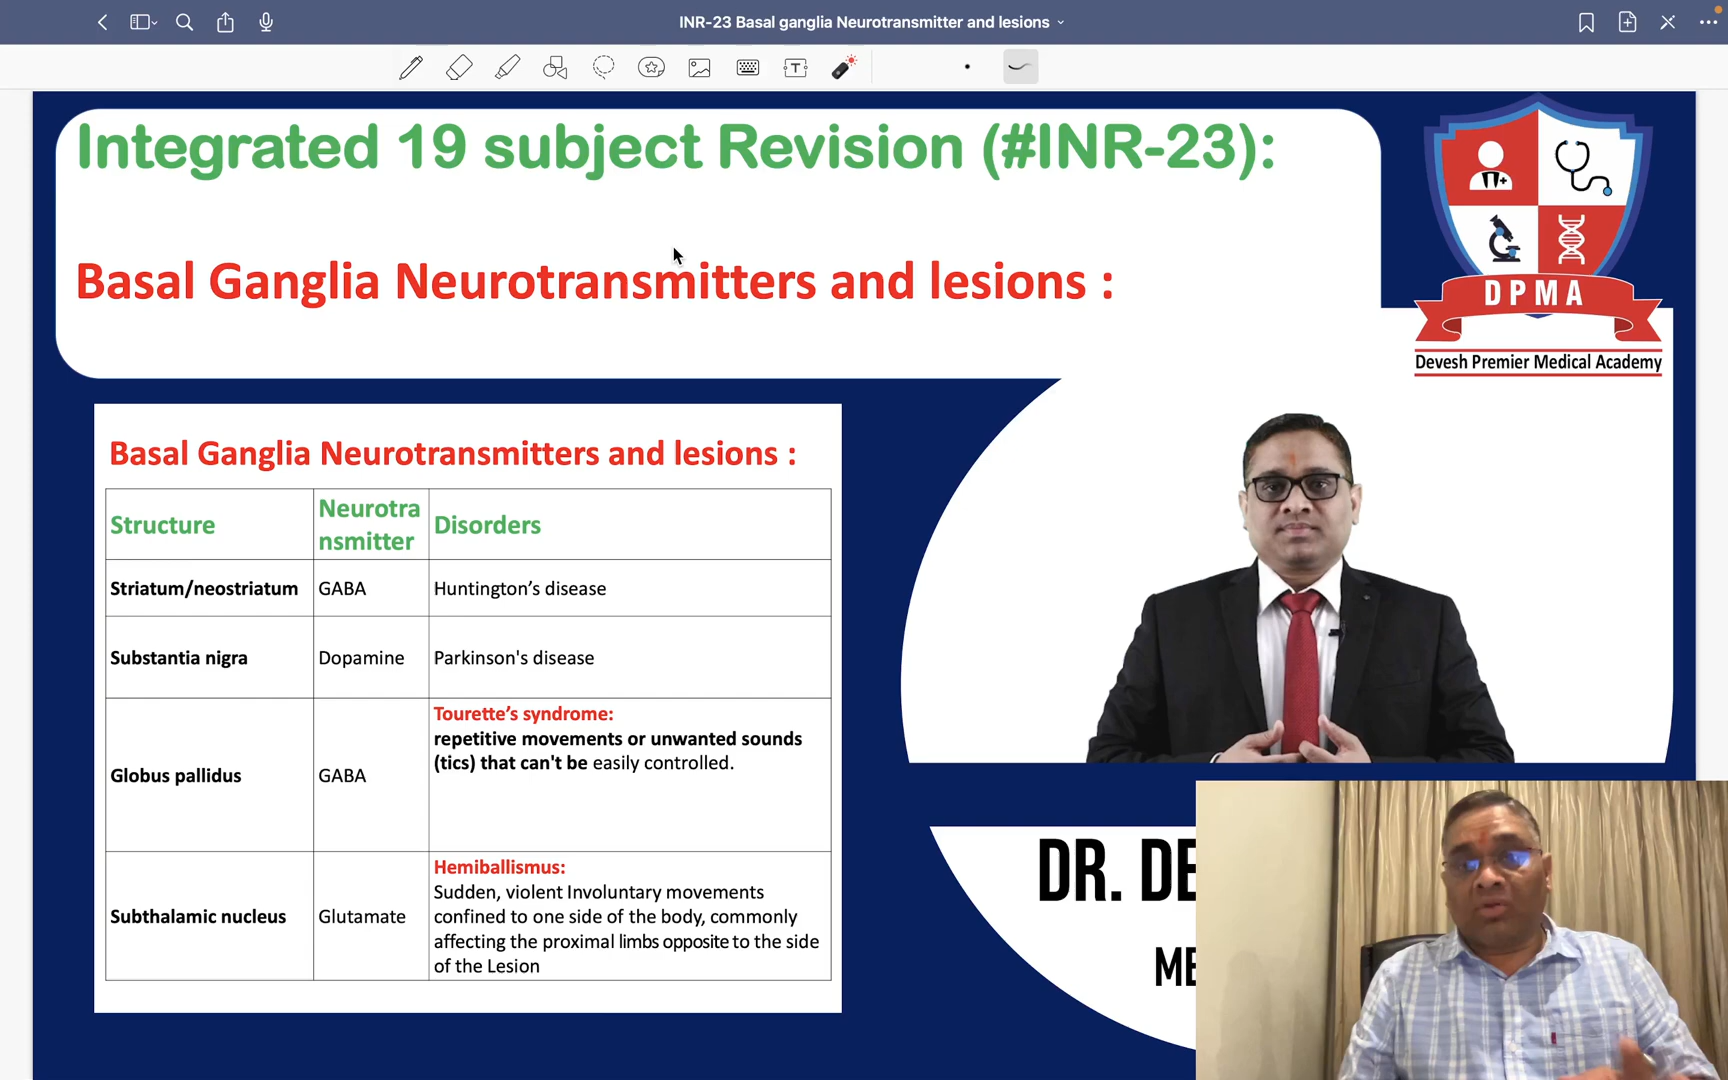 INR-23 Basal ganglia Neurotransmitter and lesions
Integrated 19 subject Revision (#INR-23):
Basal Ganglia Neurotransmitters and lesions :
DPMA
Devesh Premier Medical Academy
Basal Ganglia Neurotransmitters and lesions :
Structure
Neurotra
nsmitter
Disorders
Striatum/neostriatum
GABA
Huntington’s disease
Substantia nigra
Dopamine
Parkinson's disease
Globus pallidus
GABA
Tourette’s syndrome:
repetitive movements or unwanted sounds
(tics) that can't be easily controlled.
Subthalamic nucleus
Glutamate
Hemiballismus:
Sudden, violent Involuntary movements
confined to one side of the body, commonly
affecting the proximal limbs opposite to the side
of the Lesion
DR. DE
ME